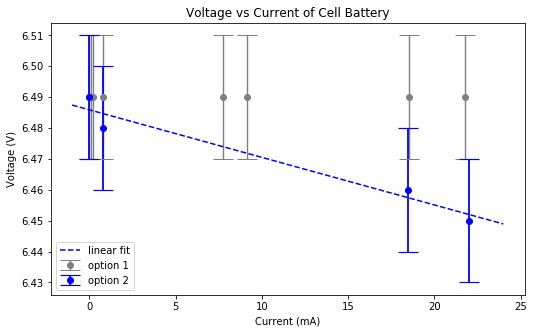 Voltage vs Current of Cell Battery
Voltage (V)
6.51
6.50
6.49
6.48
6.47
6.46
6.45
6.44
6.43
linear fit
option 1
option 2
0
5
10
15
20
25
Current (mA)